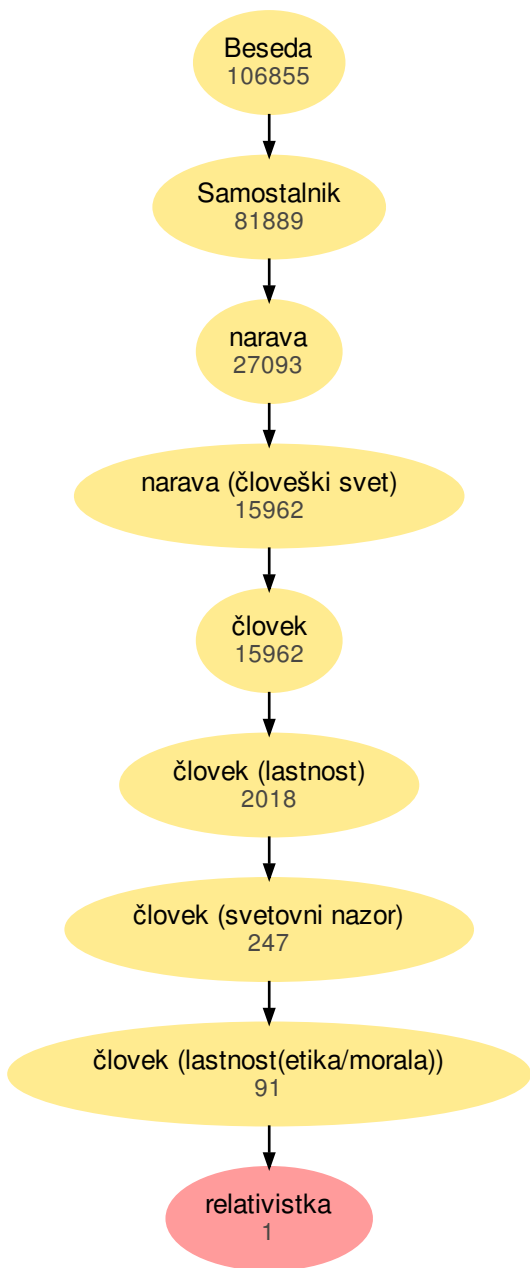 Beseda
106855
Samostalnik
81889
narava
27093
narava (človeški svet)
15962
človek
15962
človek (lastnost)
2018
človek (svetovni nazor)
247
človek (lastnost(etika/morala))
91
relativistka
1